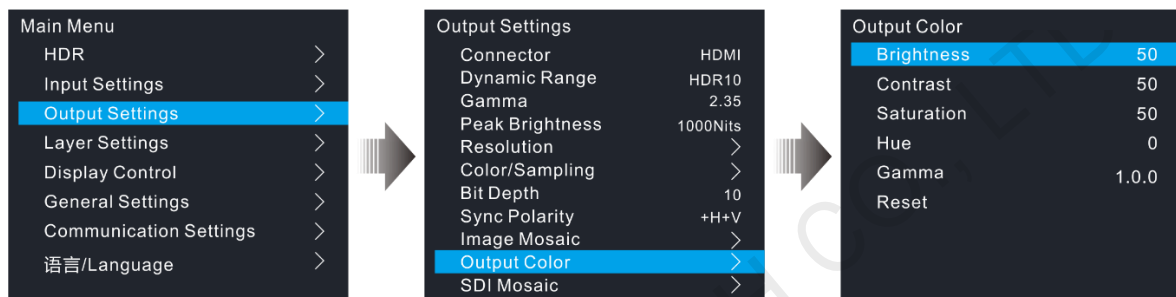 Main Menu
HDR
Input Settings
Output Settings
Layer Settings
Display Control
General Settings
Communication Settings
语言/Language
Output Settings
Connector HDMI
Dynamic Range HDR10
Gamma 2.35
Peak Brightness 1000Nits
Resolution
Color/Sampling
Bit Depth 10
Sync Polarity +H+V
Image Mosaic
Output Color
SDI Mosaic
Output Color
Brightness 50
Contrast 50
Saturation 50
Hue 0
Gamma 1.0.0
Reset
CO., LTD